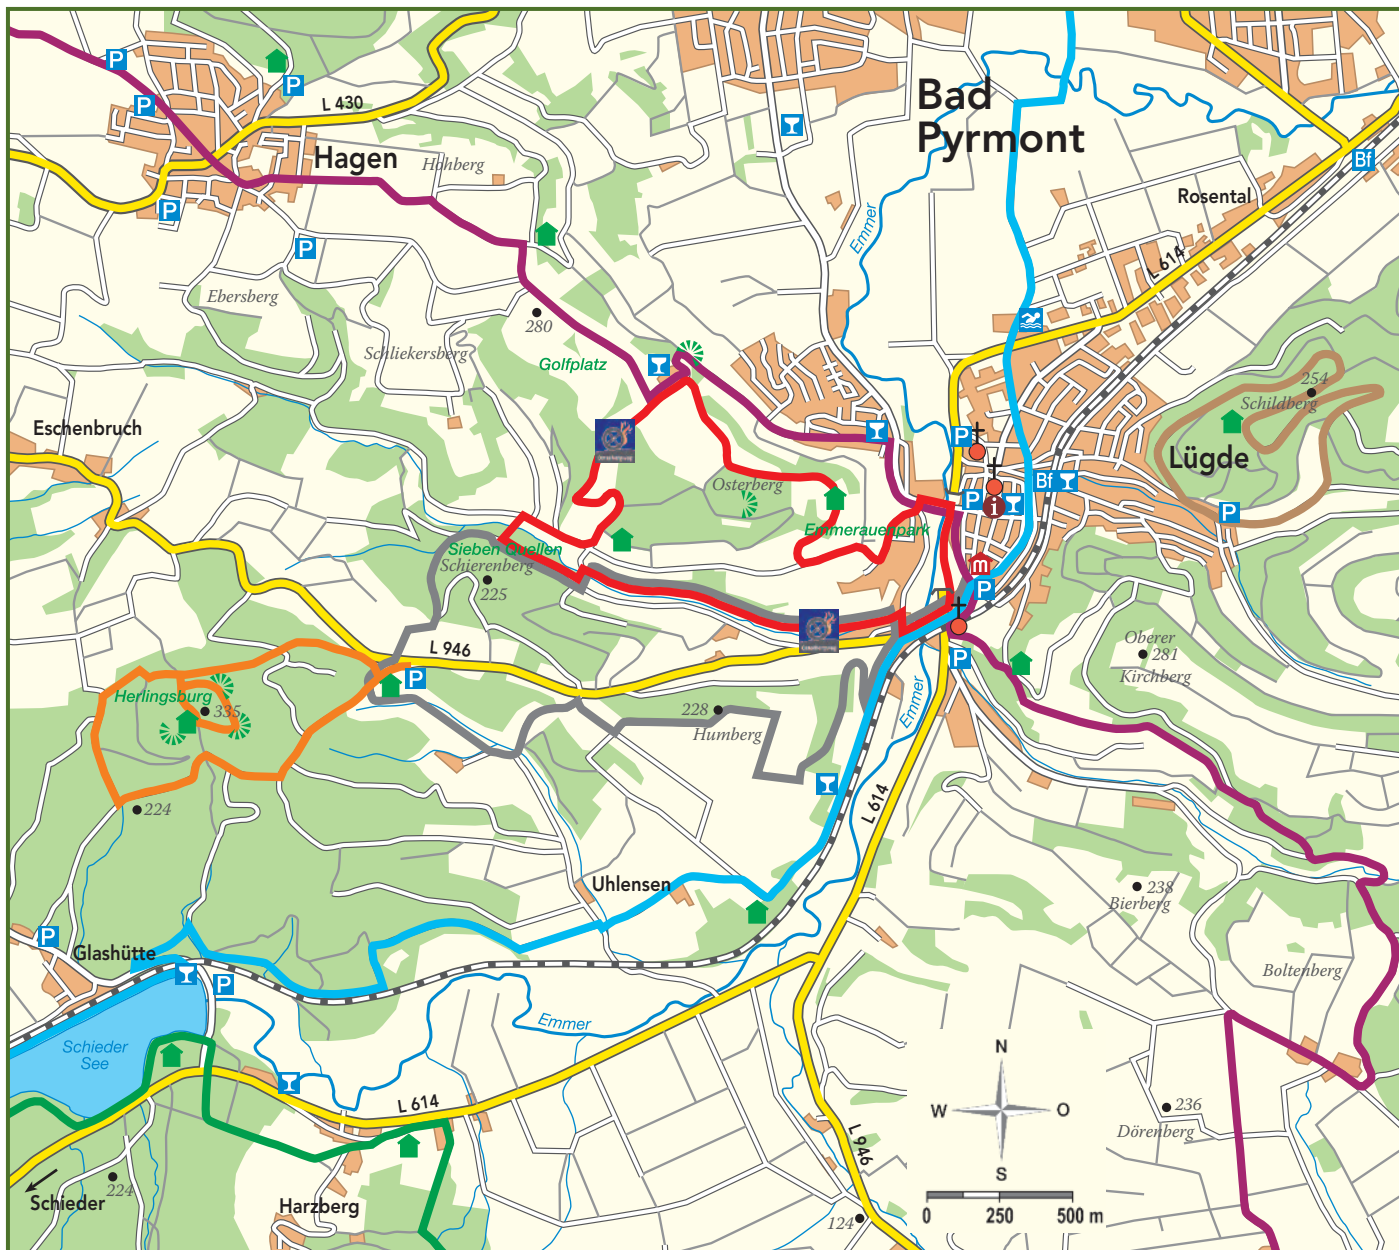 P
P
P
L 430
Bad
Pyrmont
Bf
Hagen
Hohberg
Rosental
P
Emmer
P
L 614
Ebersberg
280
Schliekersberg
Golfplatz
254
Schildberg
Eschenbruch
P
Lügde
Osterberg
Bf
P
P
i
Emmerauenpark
Sieben Quellen
Schierenberg
225
m
P
Oberer
281
Kirchberg
L 946
P
P
Herlingsburg
335
Emmer
228
Humberg
224
L 614
Uhlensen
238
Bierberg
P
Glashütte
Boltenberg
P
Emmer
Schieder
See
N
W
O
S
L 614
236
Dörenberg
L 946
224
Schieder
Harzberg
124
0
250
500 m